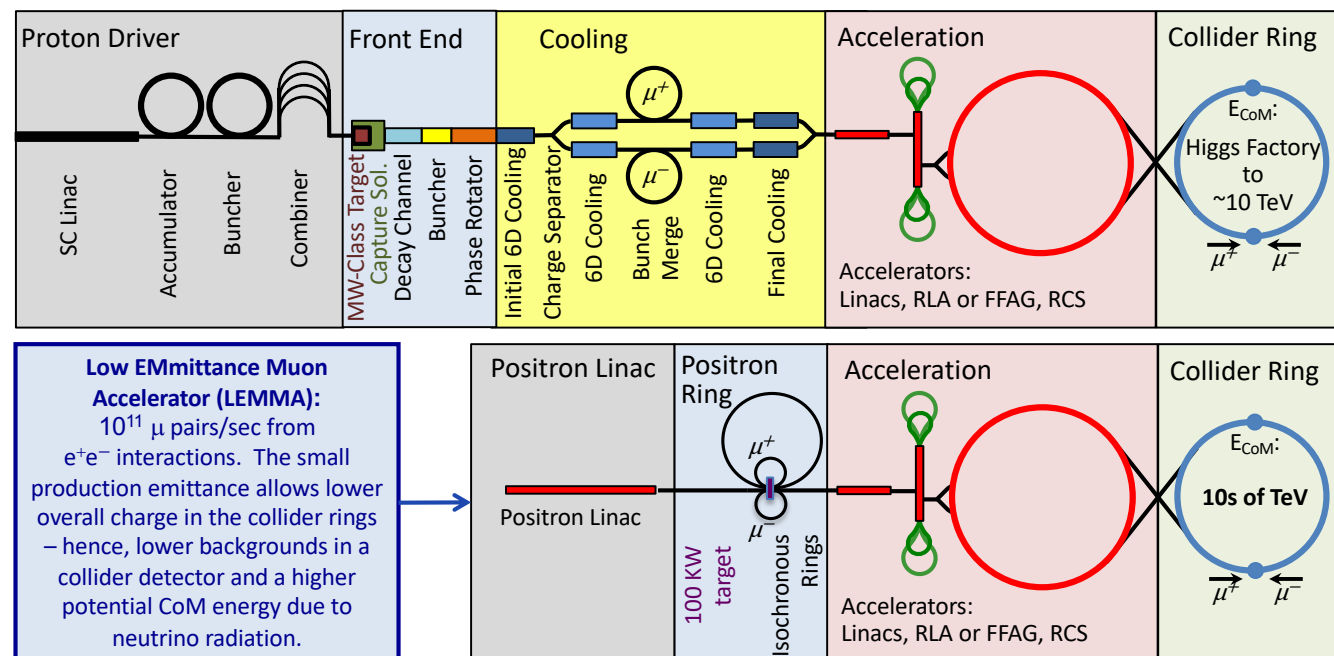 Proton Driver
Front End
Cooling
Acceleration
Collider Ring
μ+
μ−
SC Linac
Accumulator
Buncher
Combiner
MW-Class Target
Capture Sol.
Decay Channel
Buncher
Phase Rotator
Initial 6D Cooling
Charge Separator
6D Cooling
Bunch
Merge
6D Cooling
Final Cooling
Accelerators:
Linacs, RLA or FFAG, RCS
ECoM:
Higgs Factory
to
~10 TeV
μ+ μ−
Low EMmittance Muon
Accelerator (LEMMA):
10¹¹ μ pairs/sec from
e⁺e⁻ interactions. The small
production emittance allows lower
overall charge in the collider rings
– hence, lower backgrounds in a
collider detector and a higher
potential CoM energy due to
neutrino radiation.
Positron Linac
Positron
Ring
Acceleration
Collider Ring
Positron Linac
μ+
μ−
100 KW
target
Isochronous
Rings
Accelerators:
Linacs, RLA or FFAG, RCS
ECoM:
10s of TeV
μ+ μ−